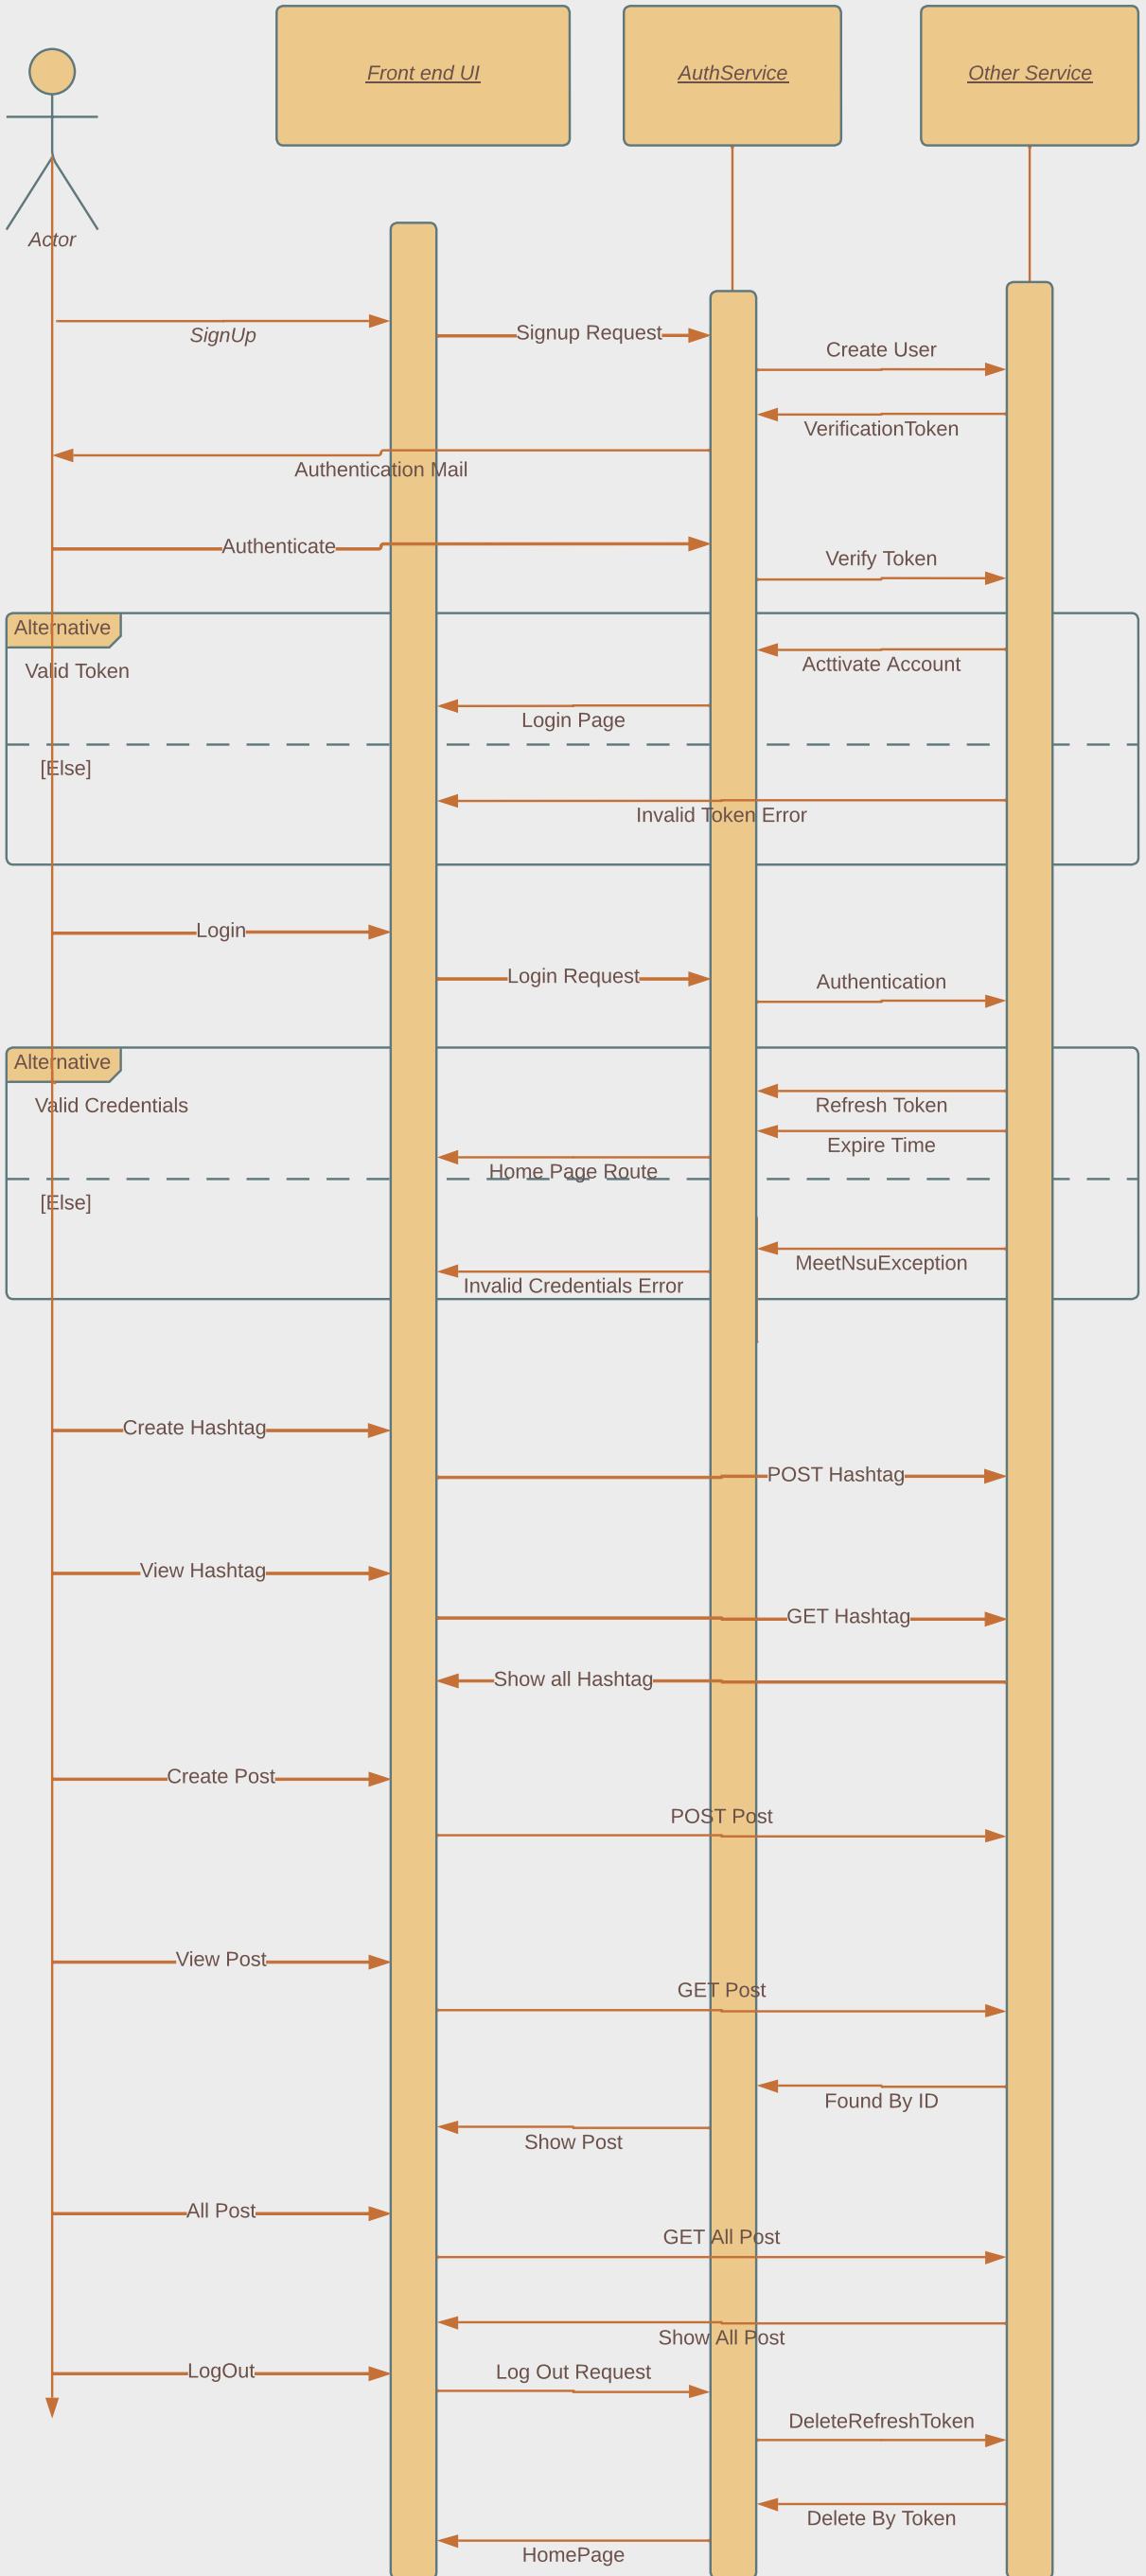 Front end UI
AuthService
Other Service
Actor
SignUp
Signup Request
Create User
VerificationToken
Authentication Mail
Authenticate
Verify Token
Alternative
Valid Token
Acttivate Account
Login Page
[Else]
Invalid Token Error
Login
Login Request
Authentication
Alternative
Valid Credentials
Refresh Token
Expire Time
Home Page Route
[Else]
MeetNsuException
Invalid Credentials Error
Create Hashtag
POST Hashtag
View Hashtag
GET Hashtag
Show all Hashtag
Create Post
POST Post
View Post
GET Post
Found By ID
Show Post
All Post
GET All Post
Show All Post
LogOut
Log Out Request
DeleteRefreshToken
Delete By Token
HomePage